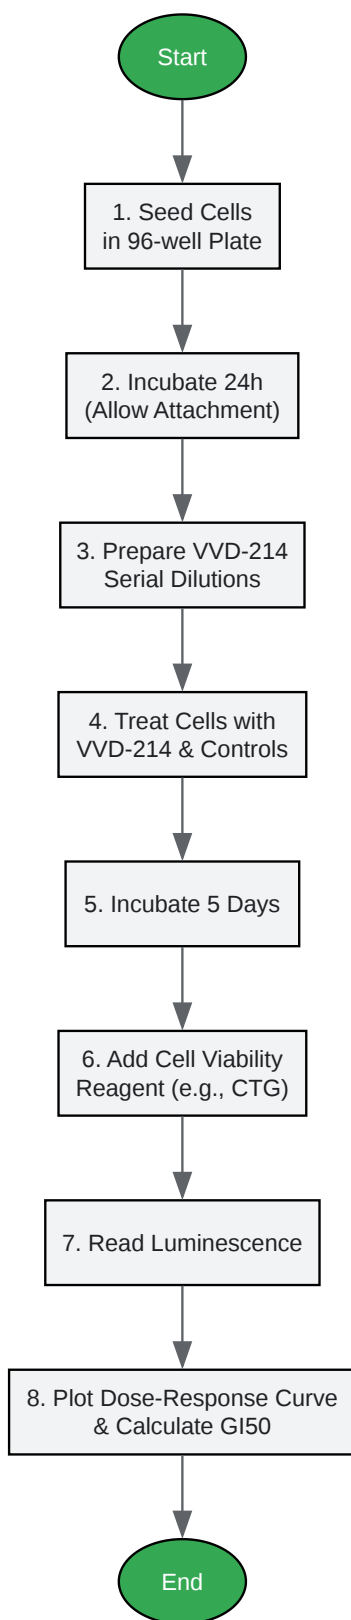 Start
1. Seed Cells
in 96-well Plate
2. Incubate 24h
(Allow Attachment)
3. Prepare VVD-214
Serial Dilutions
4. Treat Cells with
VVD-214 & Controls
5. Incubate 5 Days
6. Add Cell Viability
Reagent (e.g., CTG)
7. Read Luminescence
8. Plot Dose-Response Curve
& Calculate GI50
End